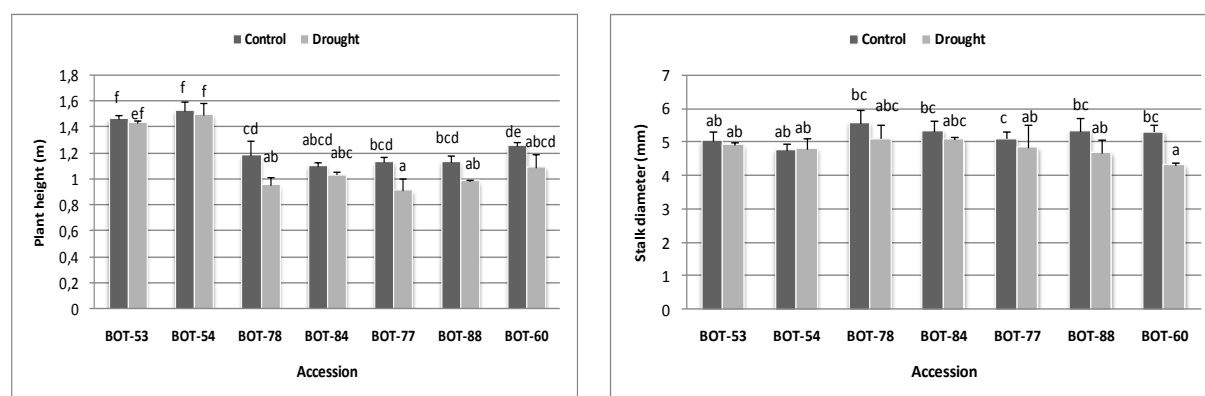 Control Drought
Plant height (m)
1,8
1,6
1,4
1,2
1
0,8
0,6
0,4
0,2
0
f ef f f cd ab abcd abc bcd a bcd ab de abcd
BOT-53 BOT-54 BOT-78 BOT-84 BOT-77 BOT-88 BOT-60
Accession
Control Drought
Stalk diameter (mm)
7
6
5
4
3
2
1
0
ab ab ab ab bc abc bc abc c ab bc ab bc a
BOT-53 BOT-54 BOT-78 BOT-84 BOT-77 BOT-88 BOT-60
Accession